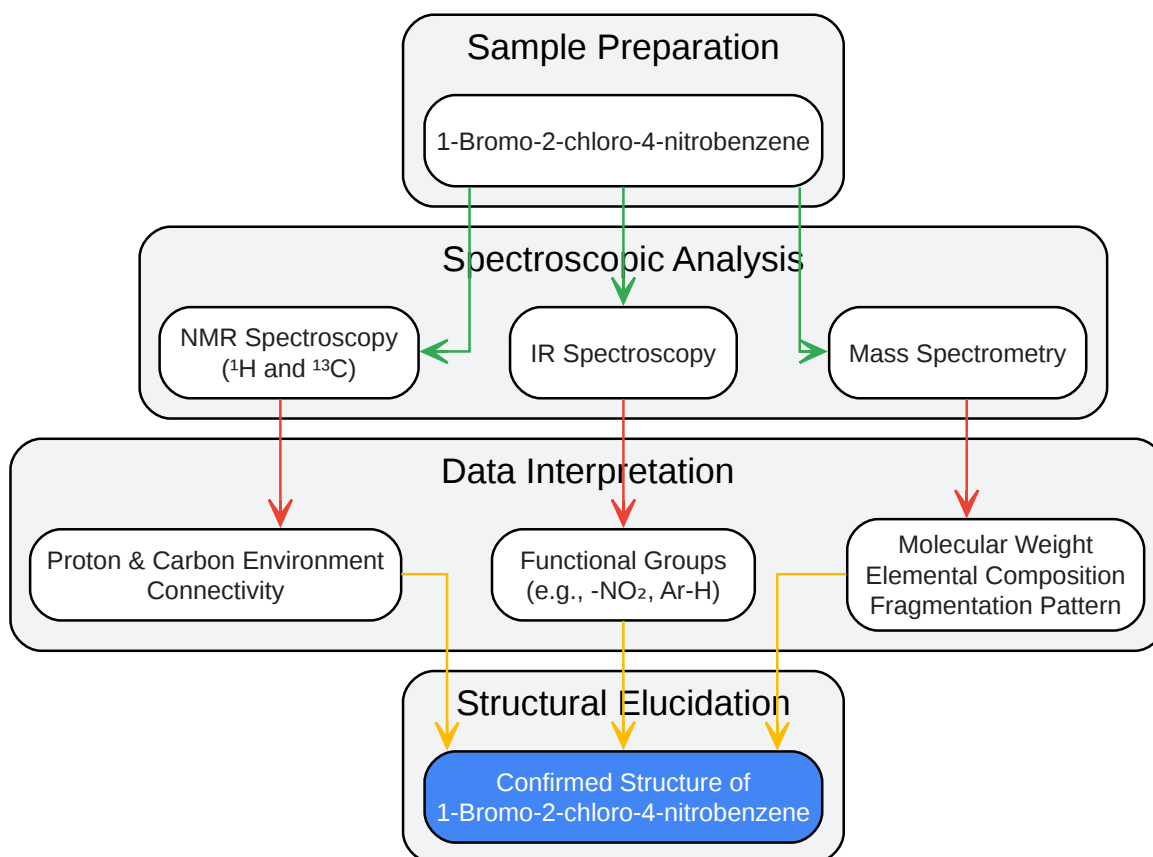 Sample Preparation
1-Bromo-2-chloro-4-nitrobenzene
Spectroscopic Analysis
NMR Spectroscopy
(¹H and ¹³C)
IR Spectroscopy
Mass Spectrometry
Data Interpretation
Proton & Carbon Environment
Connectivity
Functional Groups
(e.g., -NO₂, Ar-H)
Molecular Weight
Elemental Composition
Fragmentation Pattern
Structural Elucidation
Confirmed Structure of
1-Bromo-2-chloro-4-nitrobenzene